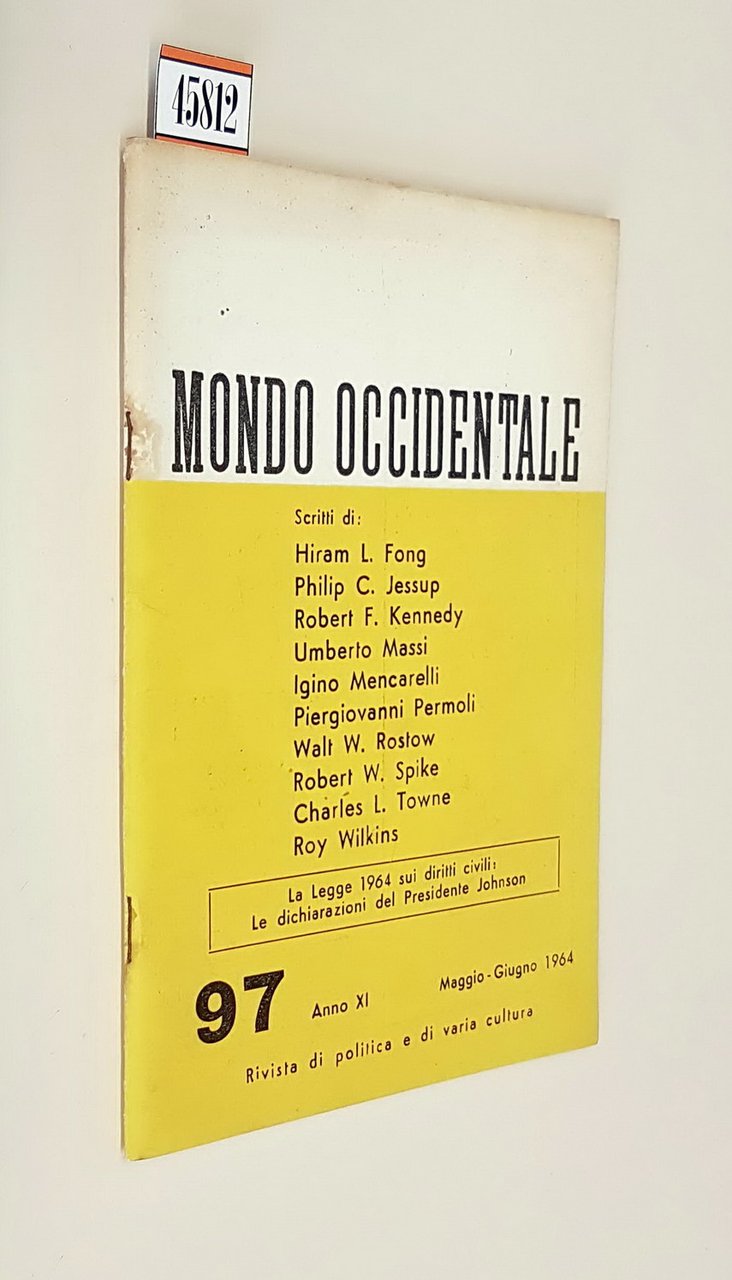 45812
MONDO OCCIDENTALE
Scritti di:
Hiram L. Fong
Philip C. Jessup
Robert F. Kennedy
Umberto Massi
Igino Mencarelli
Piergiovanni Permoli
Walt W. Rostow
Robert W. Spike
Charles L. Towne
Roy Wilkins
La Legge 1964 sui diritti civili:
Le dichiarazioni del Presidente Johnson
97 Anno XI Maggio - Giugno 1964
Rivista di politica e di varia cultura